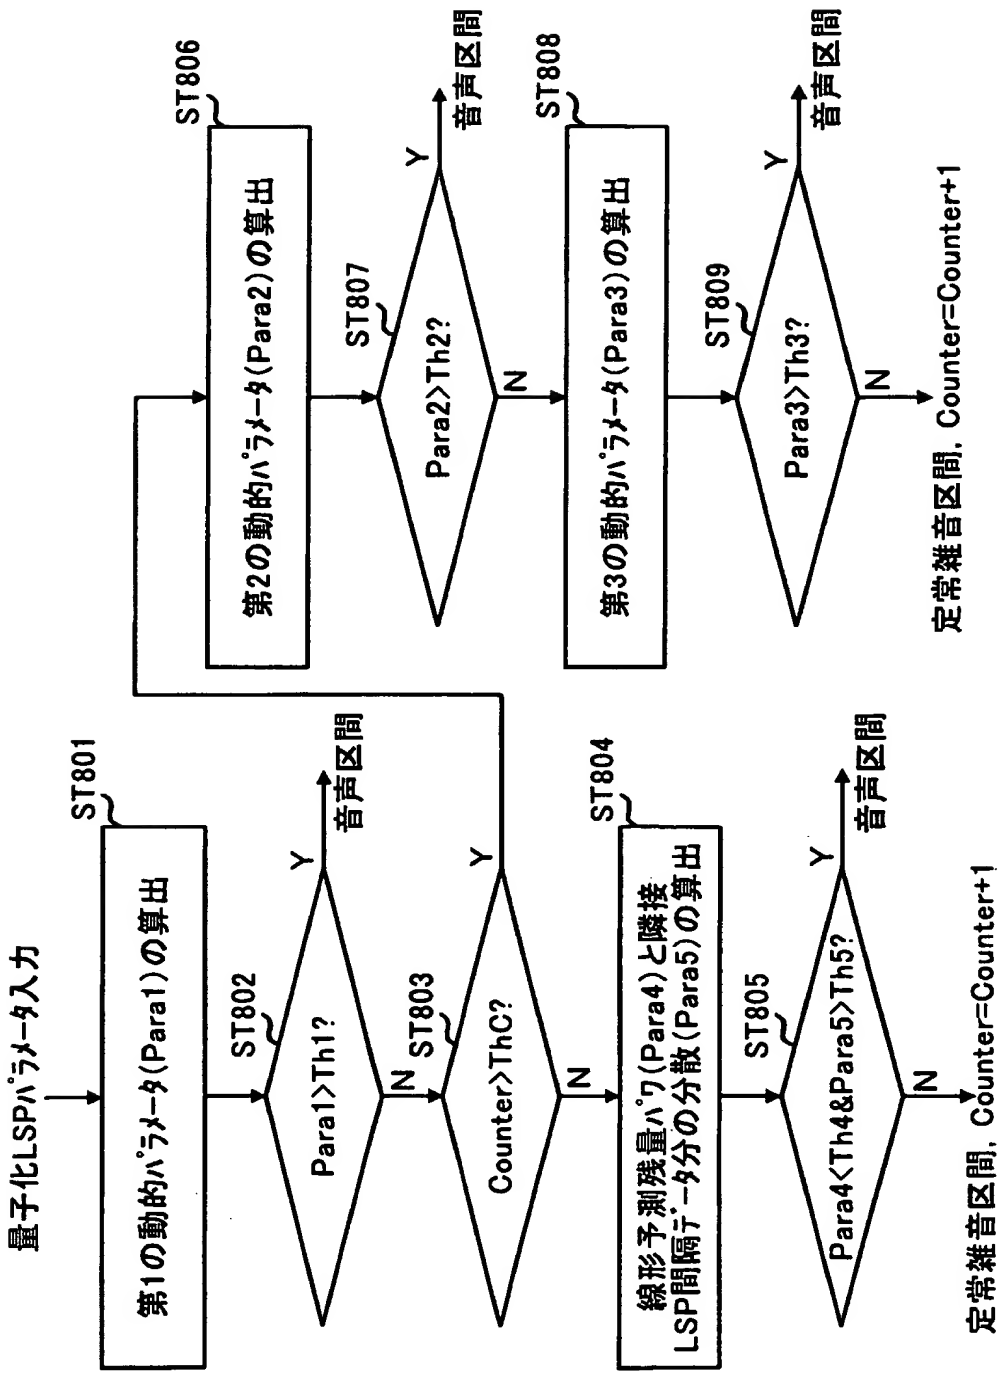 量子化LSPパラメータ入力
ST801
第1の動的パラメータ(Para1)の算出
ST802
Para1>Th1?
Y
音声区間
N
ST803
Counter>ThC?
Y
N
ST804
線形予測残量パワ(Para4)と隣接
LSP間隔データ分の分散(Para5)の算出
ST805
Para4<Th4&Para5>Th5?
Y
音声区間
N
定常雑音区間, Counter=Counter+1
ST806
第2の動的パラメータ(Para2)の算出
ST807
Para2>Th2?
Y
音声区間
N
ST808
第3の動的パラメータ(Para3)の算出
ST809
Para3>Th3?
Y
音声区間
N
定常雑音区間, Counter=Counter+1